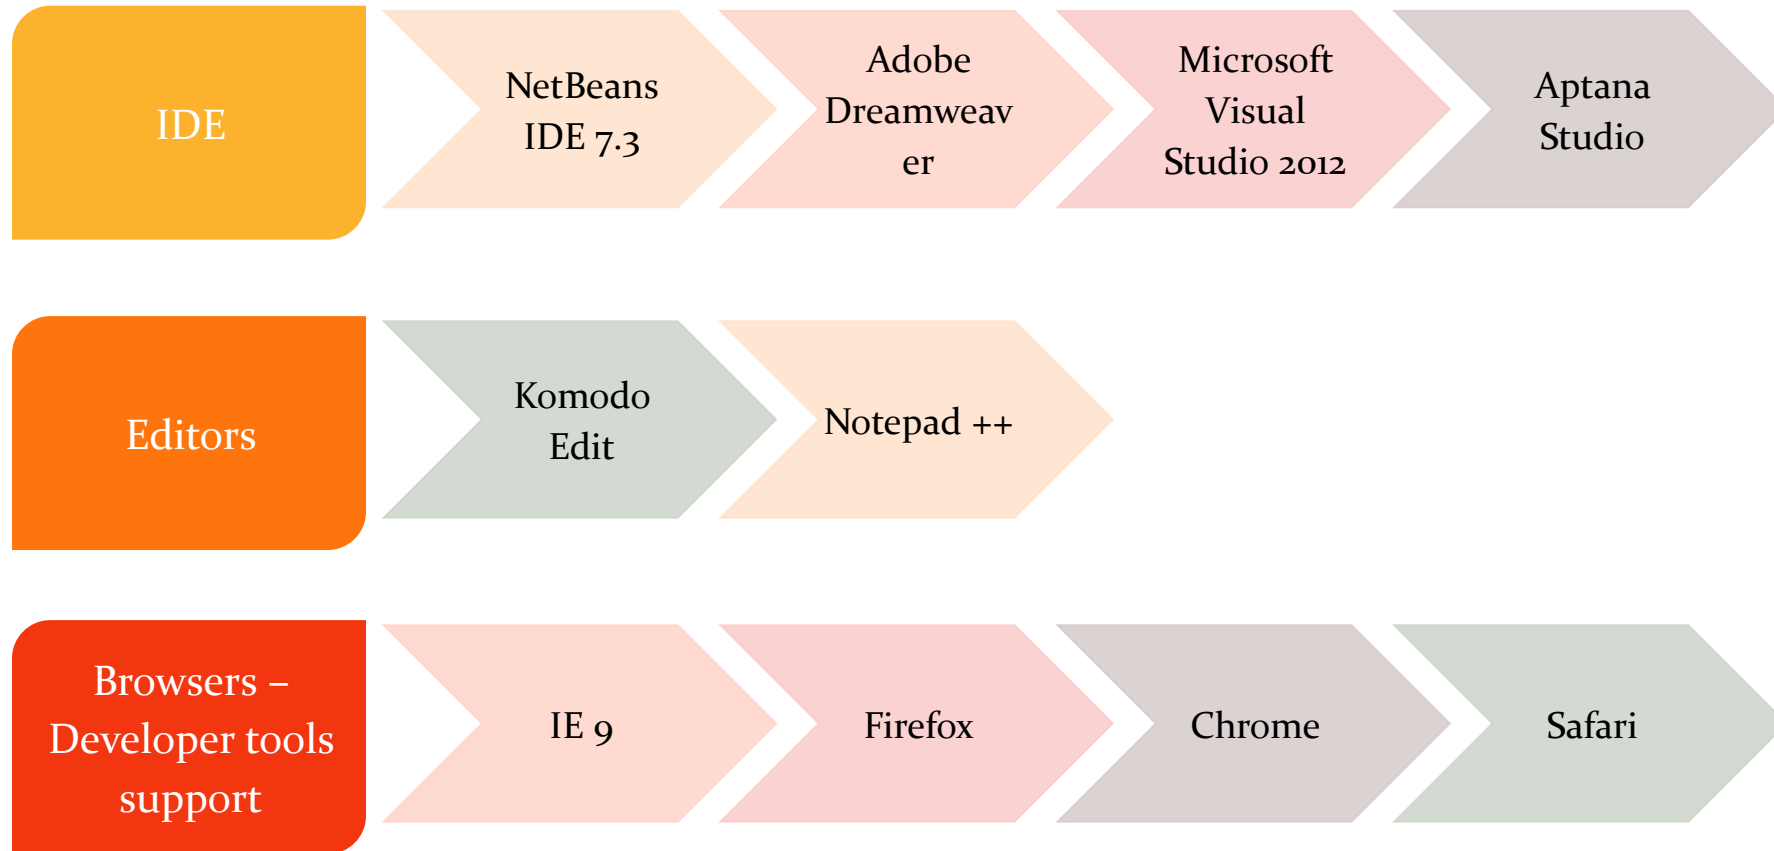 IDE
NetBeans
IDE 7.3
Adobe
Dreamweav
er
Microsoft
Visual
Studio 2012
Aptana
Studio
Editors
Komodo
Edit
Notepad ++
Browsers –
Developer tools
support
IE 9
Firefox
Chrome
Safari